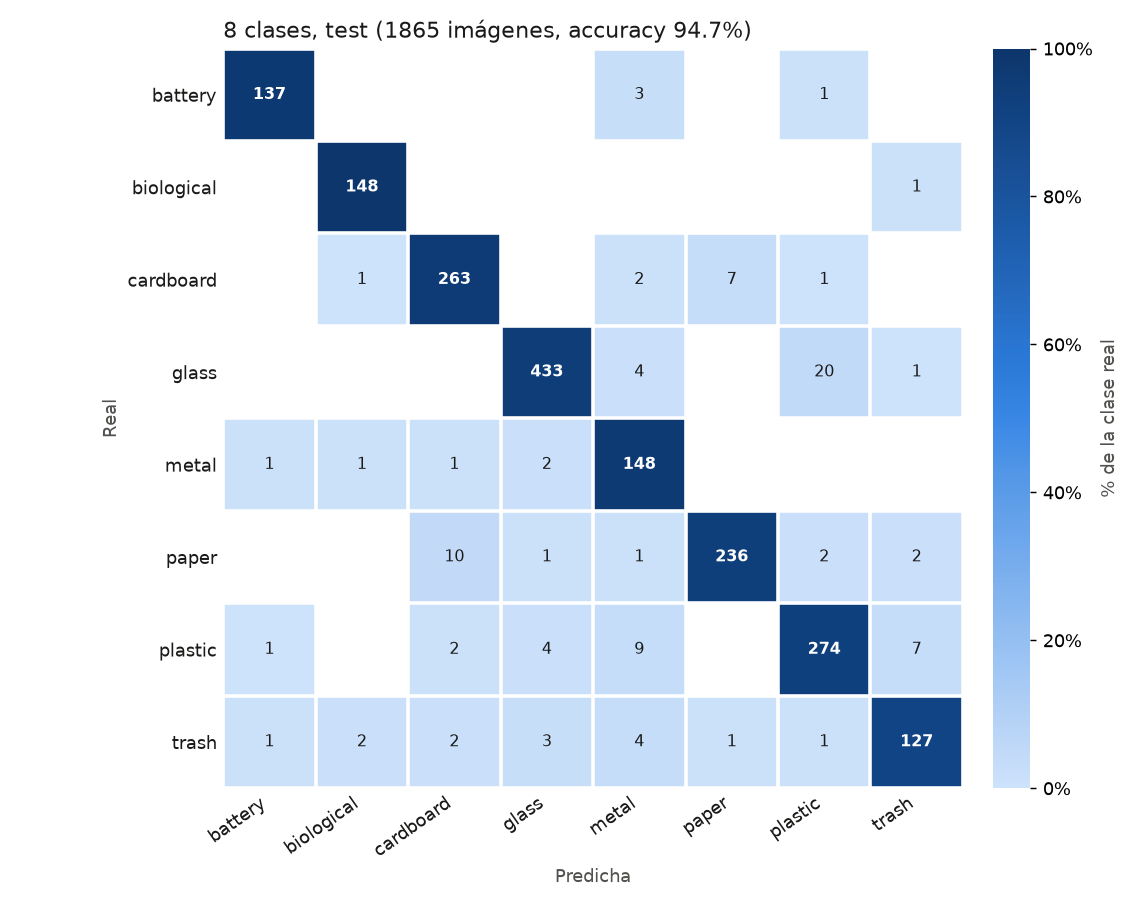 8 clases, test (1865 imágenes, accuracy 94.7%)
battery 137 3 1
biological 148 1
cardboard 1 263 2 7 1
glass 433 4 20 1
metal 1 1 1 2 148
paper 10 1 1 236 2 2
plastic 1 2 4 9 274 7
trash 1 2 2 3 4 1 1 127
battery biological cardboard glass metal paper plastic trash
Predicha
Real
100%
80%
60%
40%
20%
0%
% de la clase real